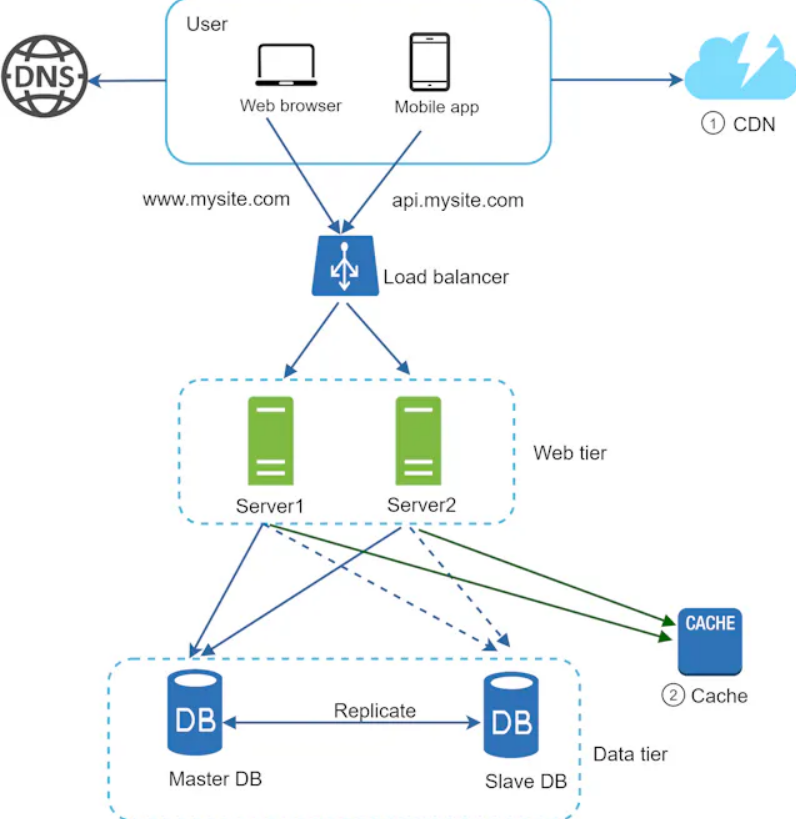 User
DNS
Web browser
Mobile app
1 CDN
www.mysite.com
api.mysite.com
Load balancer
Web tier
Server1
Server2
CACHE
2 Cache
Replicate
DB
DB
Master DB
Slave DB
Data tier